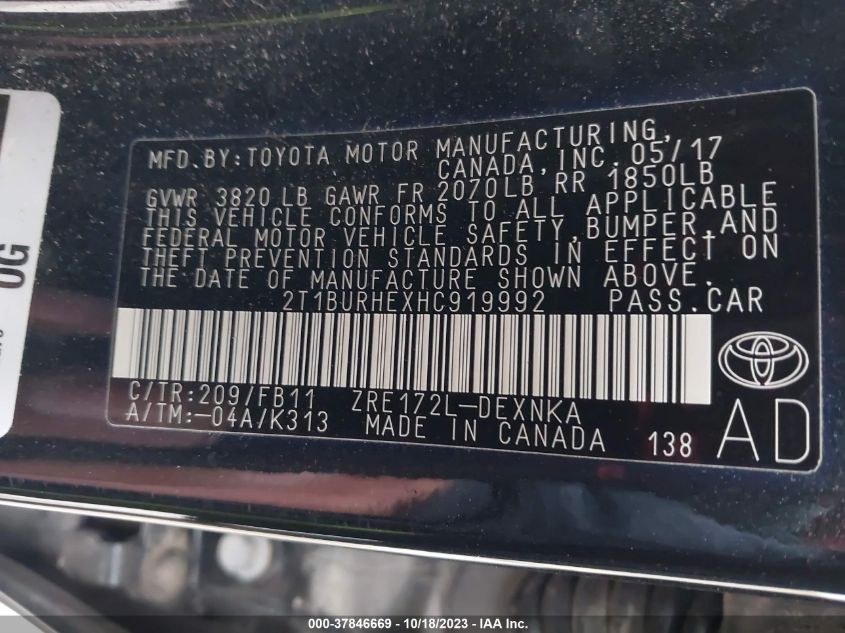 MFD.BY:TOYOTA MOTOR MANUFACTURING,
CANADA,INC. 05/17
GVWR 3820 LB GAWR FR 2070LB RR 1850LB
THIS VEHICLE CONFORMS TO ALL APPLICABLE
FEDERAL MOTOR VEHICLE SAFETY,BUMPER,AND
THEFT PREVENTION STANDARDS IN EFFECT ON
THE DATE OF MANUFACTURE SHOWN ABOVE.
2T1BURHEXHC919992 PASS.CAR
C/TR:209/FB11 ZRE172L-DEXNKA
A/TM:-04A/K313 MADE IN CANADA 138 AD
OG
000-37846669 - 10/18/2023 - IAA Inc.